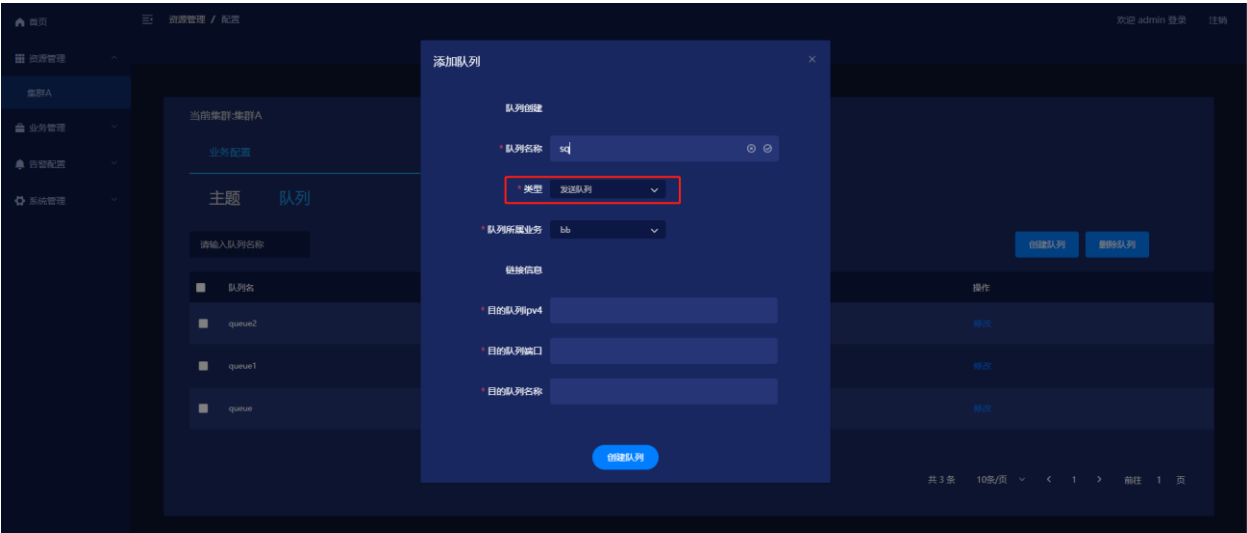 首页
资源管理 / 配置
欢迎 admin 登录 注销
资源管理
集群A
业务管理
告警配置
系统管理
当前集群:集群A
业务配置
主题 队列
请输入队列名称
创建队列 删除队列
队列名 操作
queue2 修改
queue1 修改
queue 修改
共 3 条 10条/页 1 前往 1 页
添加队列
队列创建
* 队列名称 sq
* 类型 发送队列
* 队列所属业务 bb
链接信息
* 目的队列ipv4
* 目的队列端口
* 目的队列名称
创建队列